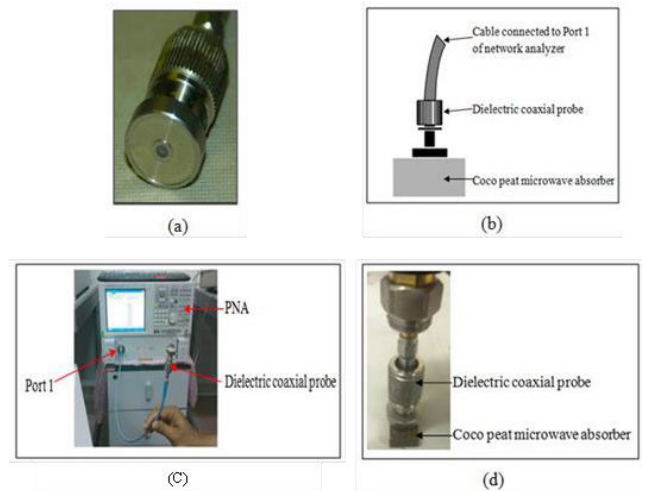 (a)
Cable connected to Port 1
of network analyzer
Dielectric coaxial probe
Coco peat microwave absorber
(b)
PNA
Port 1
Dielectric coaxial probe
(C)
Dielectric coaxial probe
Coco peat microwave absorber
(d)